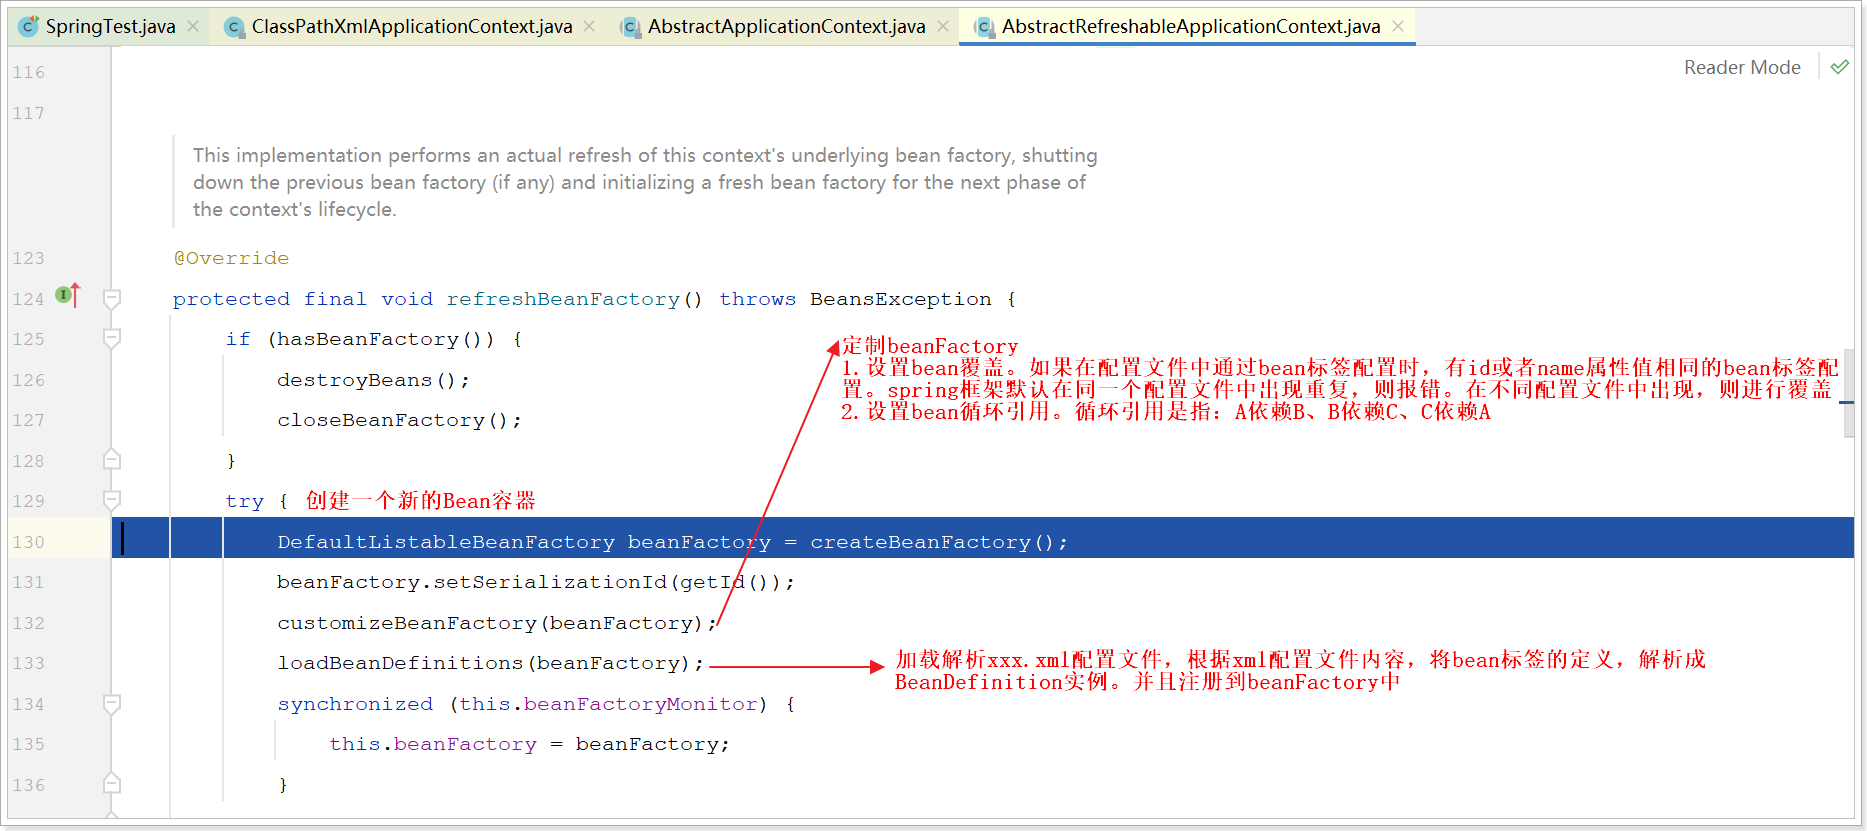 SpringTest.java ClassPathXmlApplicationContext.java AbstractApplicationContext.java AbstractRefreshableApplicationContext.java
Reader Mode
116
117
This implementation performs an actual refresh of this context's underlying bean factory, shutting
down the previous bean factory (if any) and initializing a fresh bean factory for the next phase of
the context's lifecycle.
123 @Override
124 protected final void refreshBeanFactory() throws BeansException {
125 if (hasBeanFactory()) {
定制beanFactory
1.设置bean覆盖。如果在配置文件中通过bean标签配置时，有id或者name属性值相同的bean标签配
126 destroyBeans();
置。spring框架默认在同一个配置文件中出现重复，则报错。在不同配置文件中出现，则进行覆盖
2.设置bean循环引用。循环引用是指：A依赖B、B依赖C、C依赖A
127 closeBeanFactory();
128 }
129 try { 创建一个新的Bean容器
130 DefaultListableBeanFactory beanFactory = createBeanFactory();
131 beanFactory.setSerializationId(getId());
132 customizeBeanFactory(beanFactory);
133 loadBeanDefinitions(beanFactory); 加载解析xxx.xml配置文件，根据xml配置文件内容，将bean标签的定义，解析成
BeanDefinition实例。并且注册到beanFactory中
134 synchronized (this.beanFactoryMonitor) {
135 this.beanFactory = beanFactory;
136 }